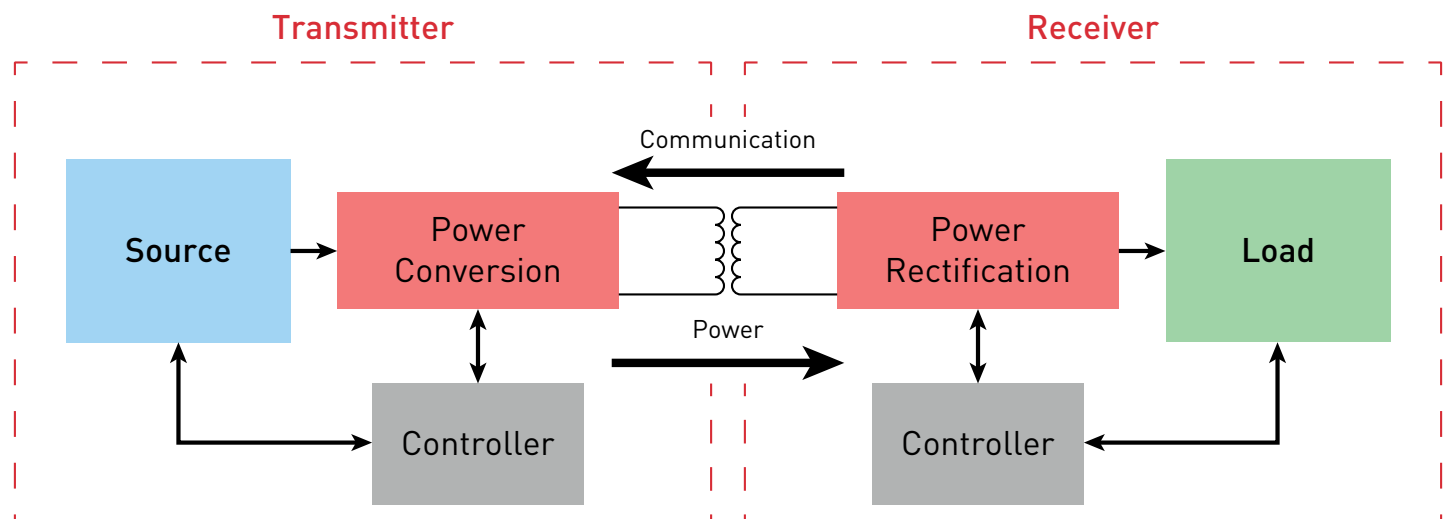 Transmitter
Receiver
Communication
Source
Power
Conversion
Power
Rectification
Load
Power
Controller
Controller